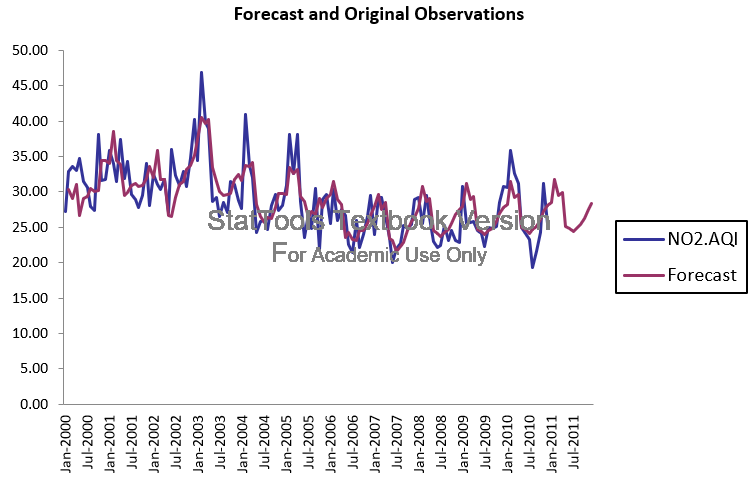 Forecast and Original Observations
50.00
45.00
40.00
35.00
30.00
25.00
20.00
15.00
10.00
5.00
0.00
StatTools Textbook Version
For Academic Use Only
NO2.AQI
Forecast
Jan-2000
Jul-2000
Jan-2001
Jul-2001
Jan-2002
Jul-2002
Jan-2003
Jul-2003
Jan-2004
Jul-2004
Jan-2005
Jul-2005
Jan-2006
Jul-2006
Jan-2007
Jul-2007
Jan-2008
Jul-2008
Jan-2009
Jul-2009
Jan-2010
Jul-2010
Jan-2011
Jul-2011